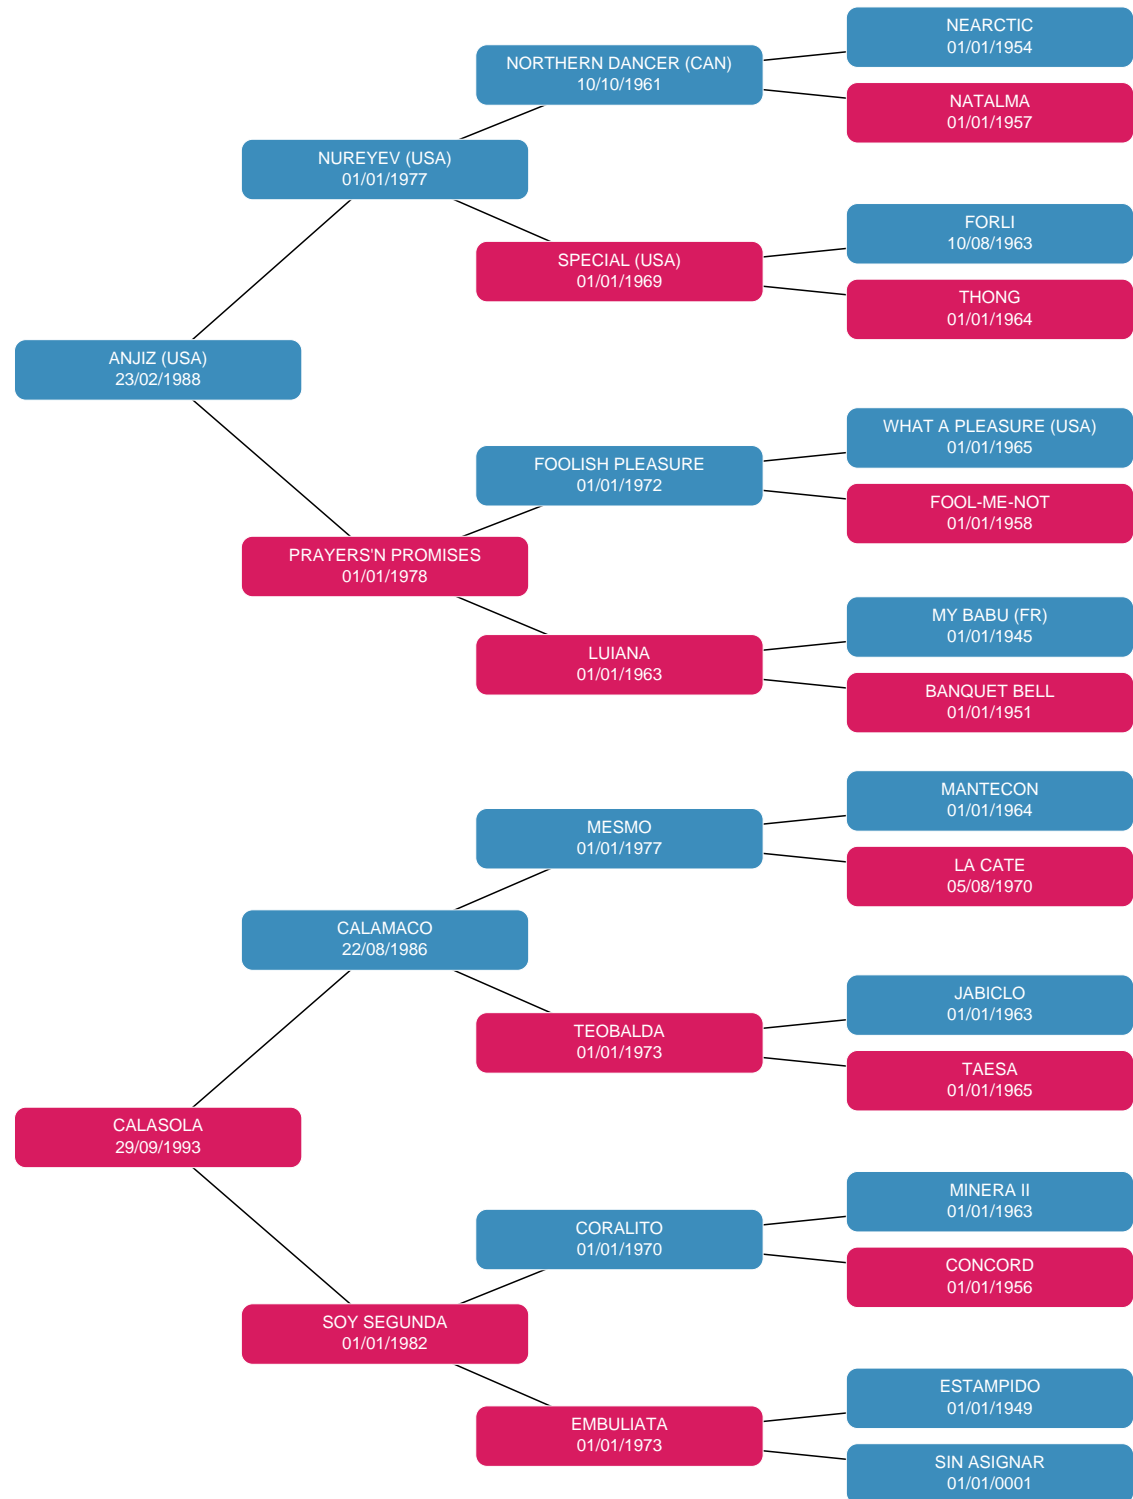 NEARCTIC
01/01/1954
NORTHERN DANCER (CAN)
10/10/1961
NATALMA
01/01/1957
NUREYEV (USA)
01/01/1977
FORLI
10/08/1963
SPECIAL (USA)
01/01/1969
THONG
01/01/1964
ANJIZ (USA)
23/02/1988
WHAT A PLEASURE (USA)
01/01/1965
FOOLISH PLEASURE
01/01/1972
FOOL-ME-NOT
01/01/1958
PRAYERS'N PROMISES
01/01/1978
MY BABU (FR)
01/01/1945
LUIANA
01/01/1963
BANQUET BELL
01/01/1951
MANTECON
01/01/1964
MESMO
01/01/1977
LA CATE
05/08/1970
CALAMACO
22/08/1986
JABICLO
01/01/1963
TEOBALDA
01/01/1973
TAESA
01/01/1965
CALASOLA
29/09/1993
MINERA II
01/01/1963
CORALITO
01/01/1970
CONCORD
01/01/1956
SOY SEGUNDA
01/01/1982
ESTAMPIDO
01/01/1949
EMBULIATA
01/01/1973
SIN ASIGNAR
01/01/0001